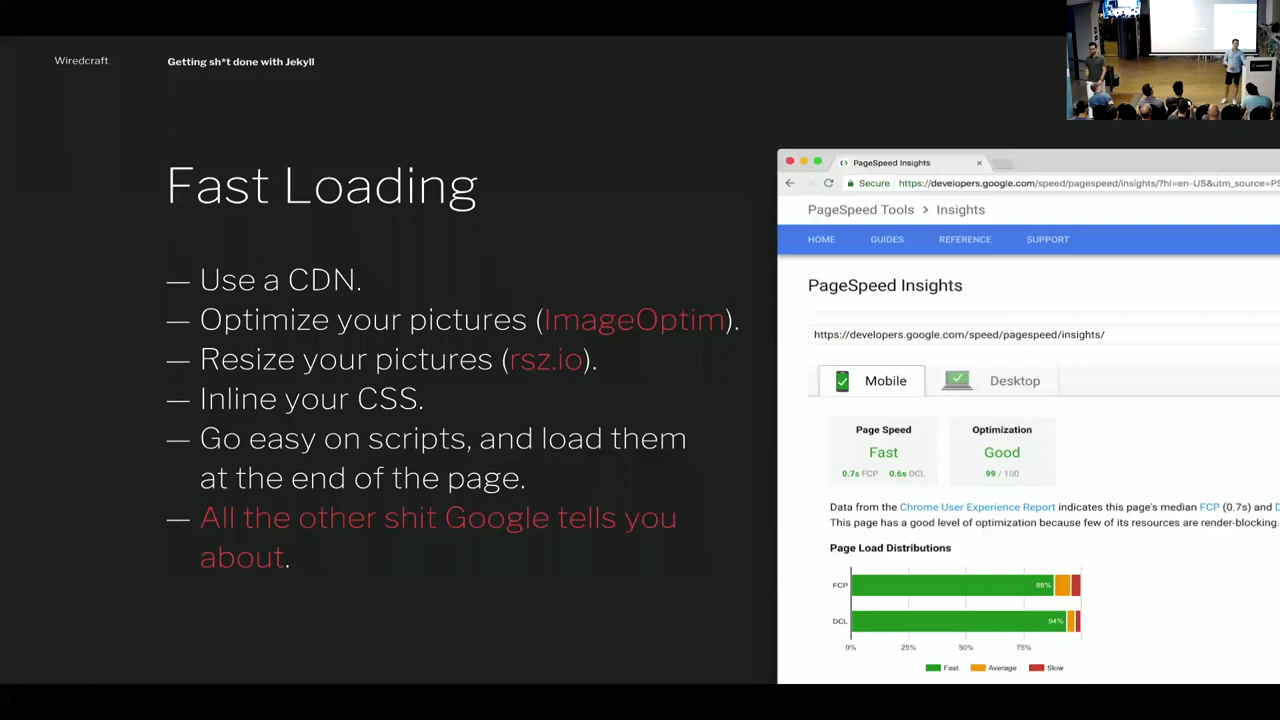 Wiredcraft
Getting sh*t done with Jekyll
Fast Loading
— Use a CDN.
— Optimize your pictures (ImageOptim).
— Resize your pictures (rsz.io).
— Inline your CSS.
— Go easy on scripts, and load them
at the end of the page.
— All the other shit Google tells you
about.
PageSpeed Insights
Secure https://developers.google.com/speed/pagespeed/insights/?hl=en-US&utm_source=PS
PageSpeed Tools > Insights
HOME GUIDES REFERENCE SUPPORT
PageSpeed Insights
https://developers.google.com/speed/pagespeed/insights/
Mobile Desktop
Page Speed
Fast
0.7s FCP 0.6s DCL
Optimization
Good
99 / 100
Data from the Chrome User Experience Report indicates this page's median FCP (0.7s) and D
This page has a good level of optimization because few of its resources are render-blocking.
Page Load Distributions
FCP 88%
DCL 94%
0% 25% 50% 75%
Fast Average Slow